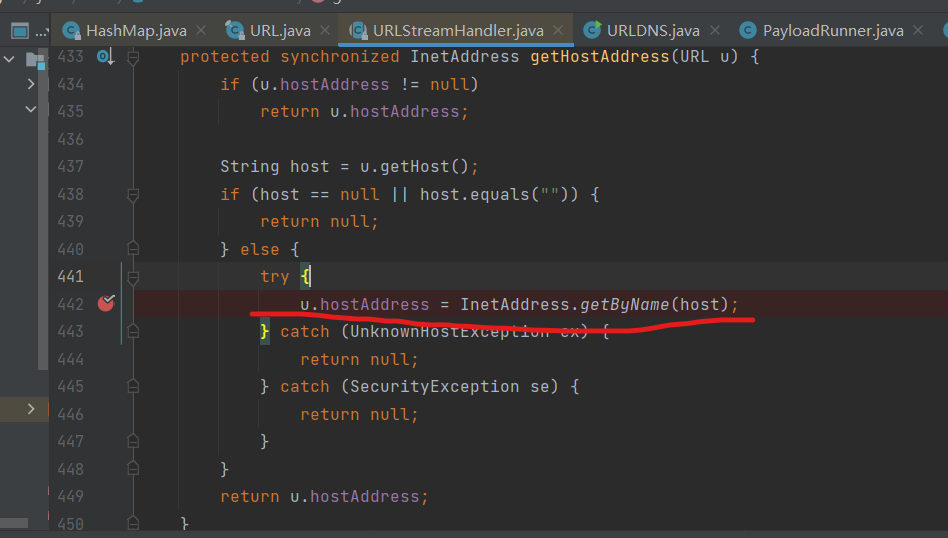 HashMap.java × URL.java × URLStreamHandler.java × URLDNS.java × PayloadRunner.java ×
433 protected synchronized InetAddress getHostAddress(URL u) {
434 if (u.hostAddress != null)
435 return u.hostAddress;
436
437 String host = u.getHost();
438 if (host == null || host.equals("")) {
439 return null;
440 } else {
441 try {
442 u.hostAddress = InetAddress.getByName(host);
443 } catch (UnknownHostException ex) {
444 return null;
445 } catch (SecurityException se) {
446 return null;
447 }
448 }
449 return u.hostAddress;
450 }